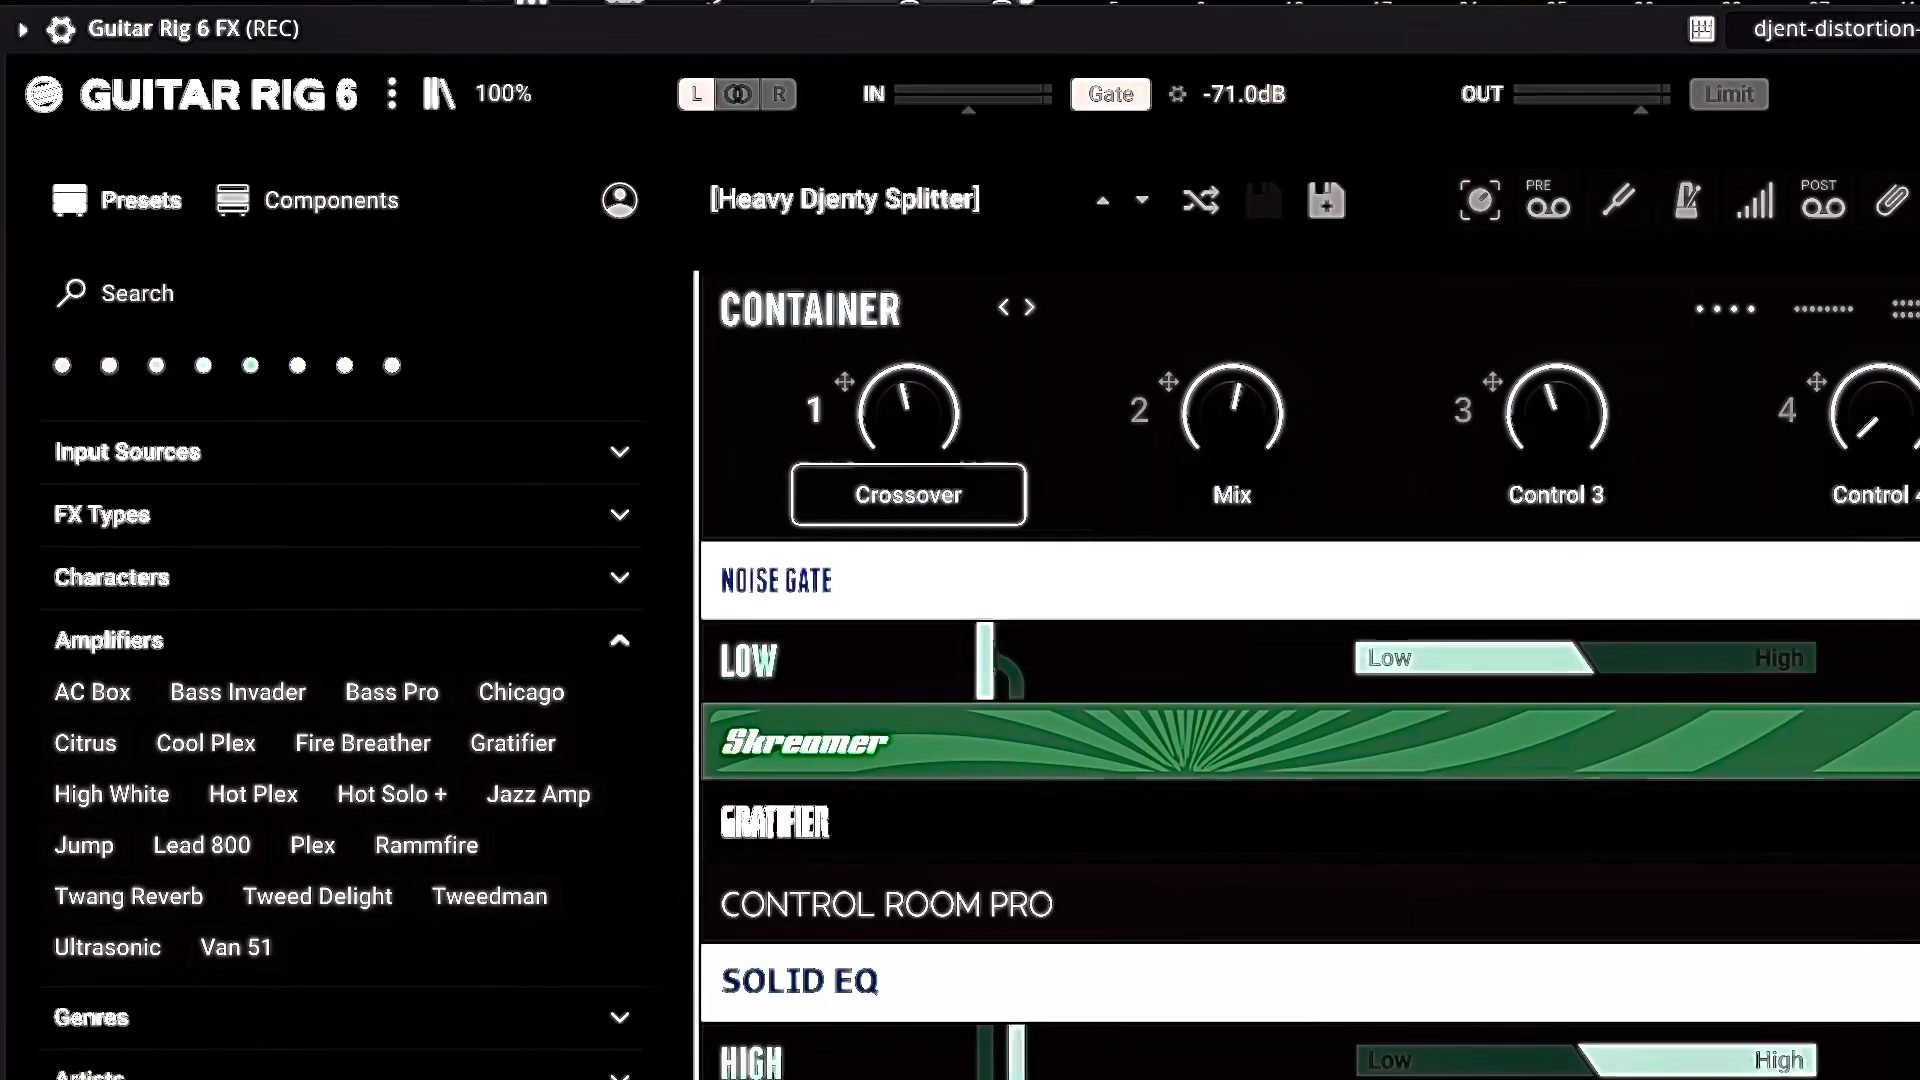 Guitar Rig 6 FX (REC)
djent-distortion-
GUITAR RIG 6
100%
L R
IN
Gate
-71.0dB
OUT
Limit
Presets
Components
[Heavy Djenty Splitter]
PRE
POST
Search
CONTAINER
1
2
3
4
Crossover
Mix
Control 3
Control 4
Input Sources
FX Types
Characters
Amplifiers
AC Box Bass Invader Bass Pro Chicago
Citrus Cool Plex Fire Breather Gratifier
High White Hot Plex Hot Solo + Jazz Amp
Jump Lead 800 Plex Rammfire
Twang Reverb Tweed Delight Tweedman
Ultrasonic Van 51
Genres
Artists
NOISE GATE
LOW
Low High
Skreamer
GRATIFIER
CONTROL ROOM PRO
SOLID EQ
HIGH
Low High